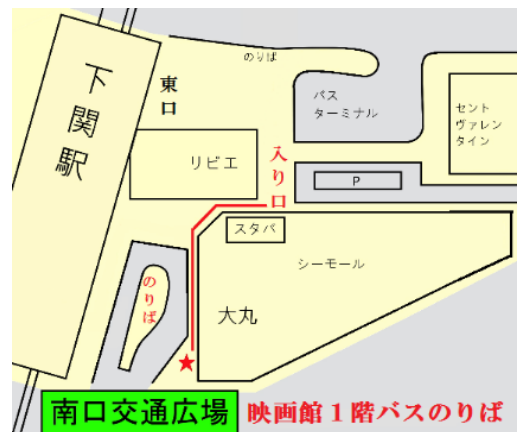 のりば
下関駅
東口
バス
ターミナル
セント
ヴァレン
タイン
リビエ
入り口
P
スタバ
シーモール
のりば
大丸
★
南口交通広場
映画館１階バスのりば